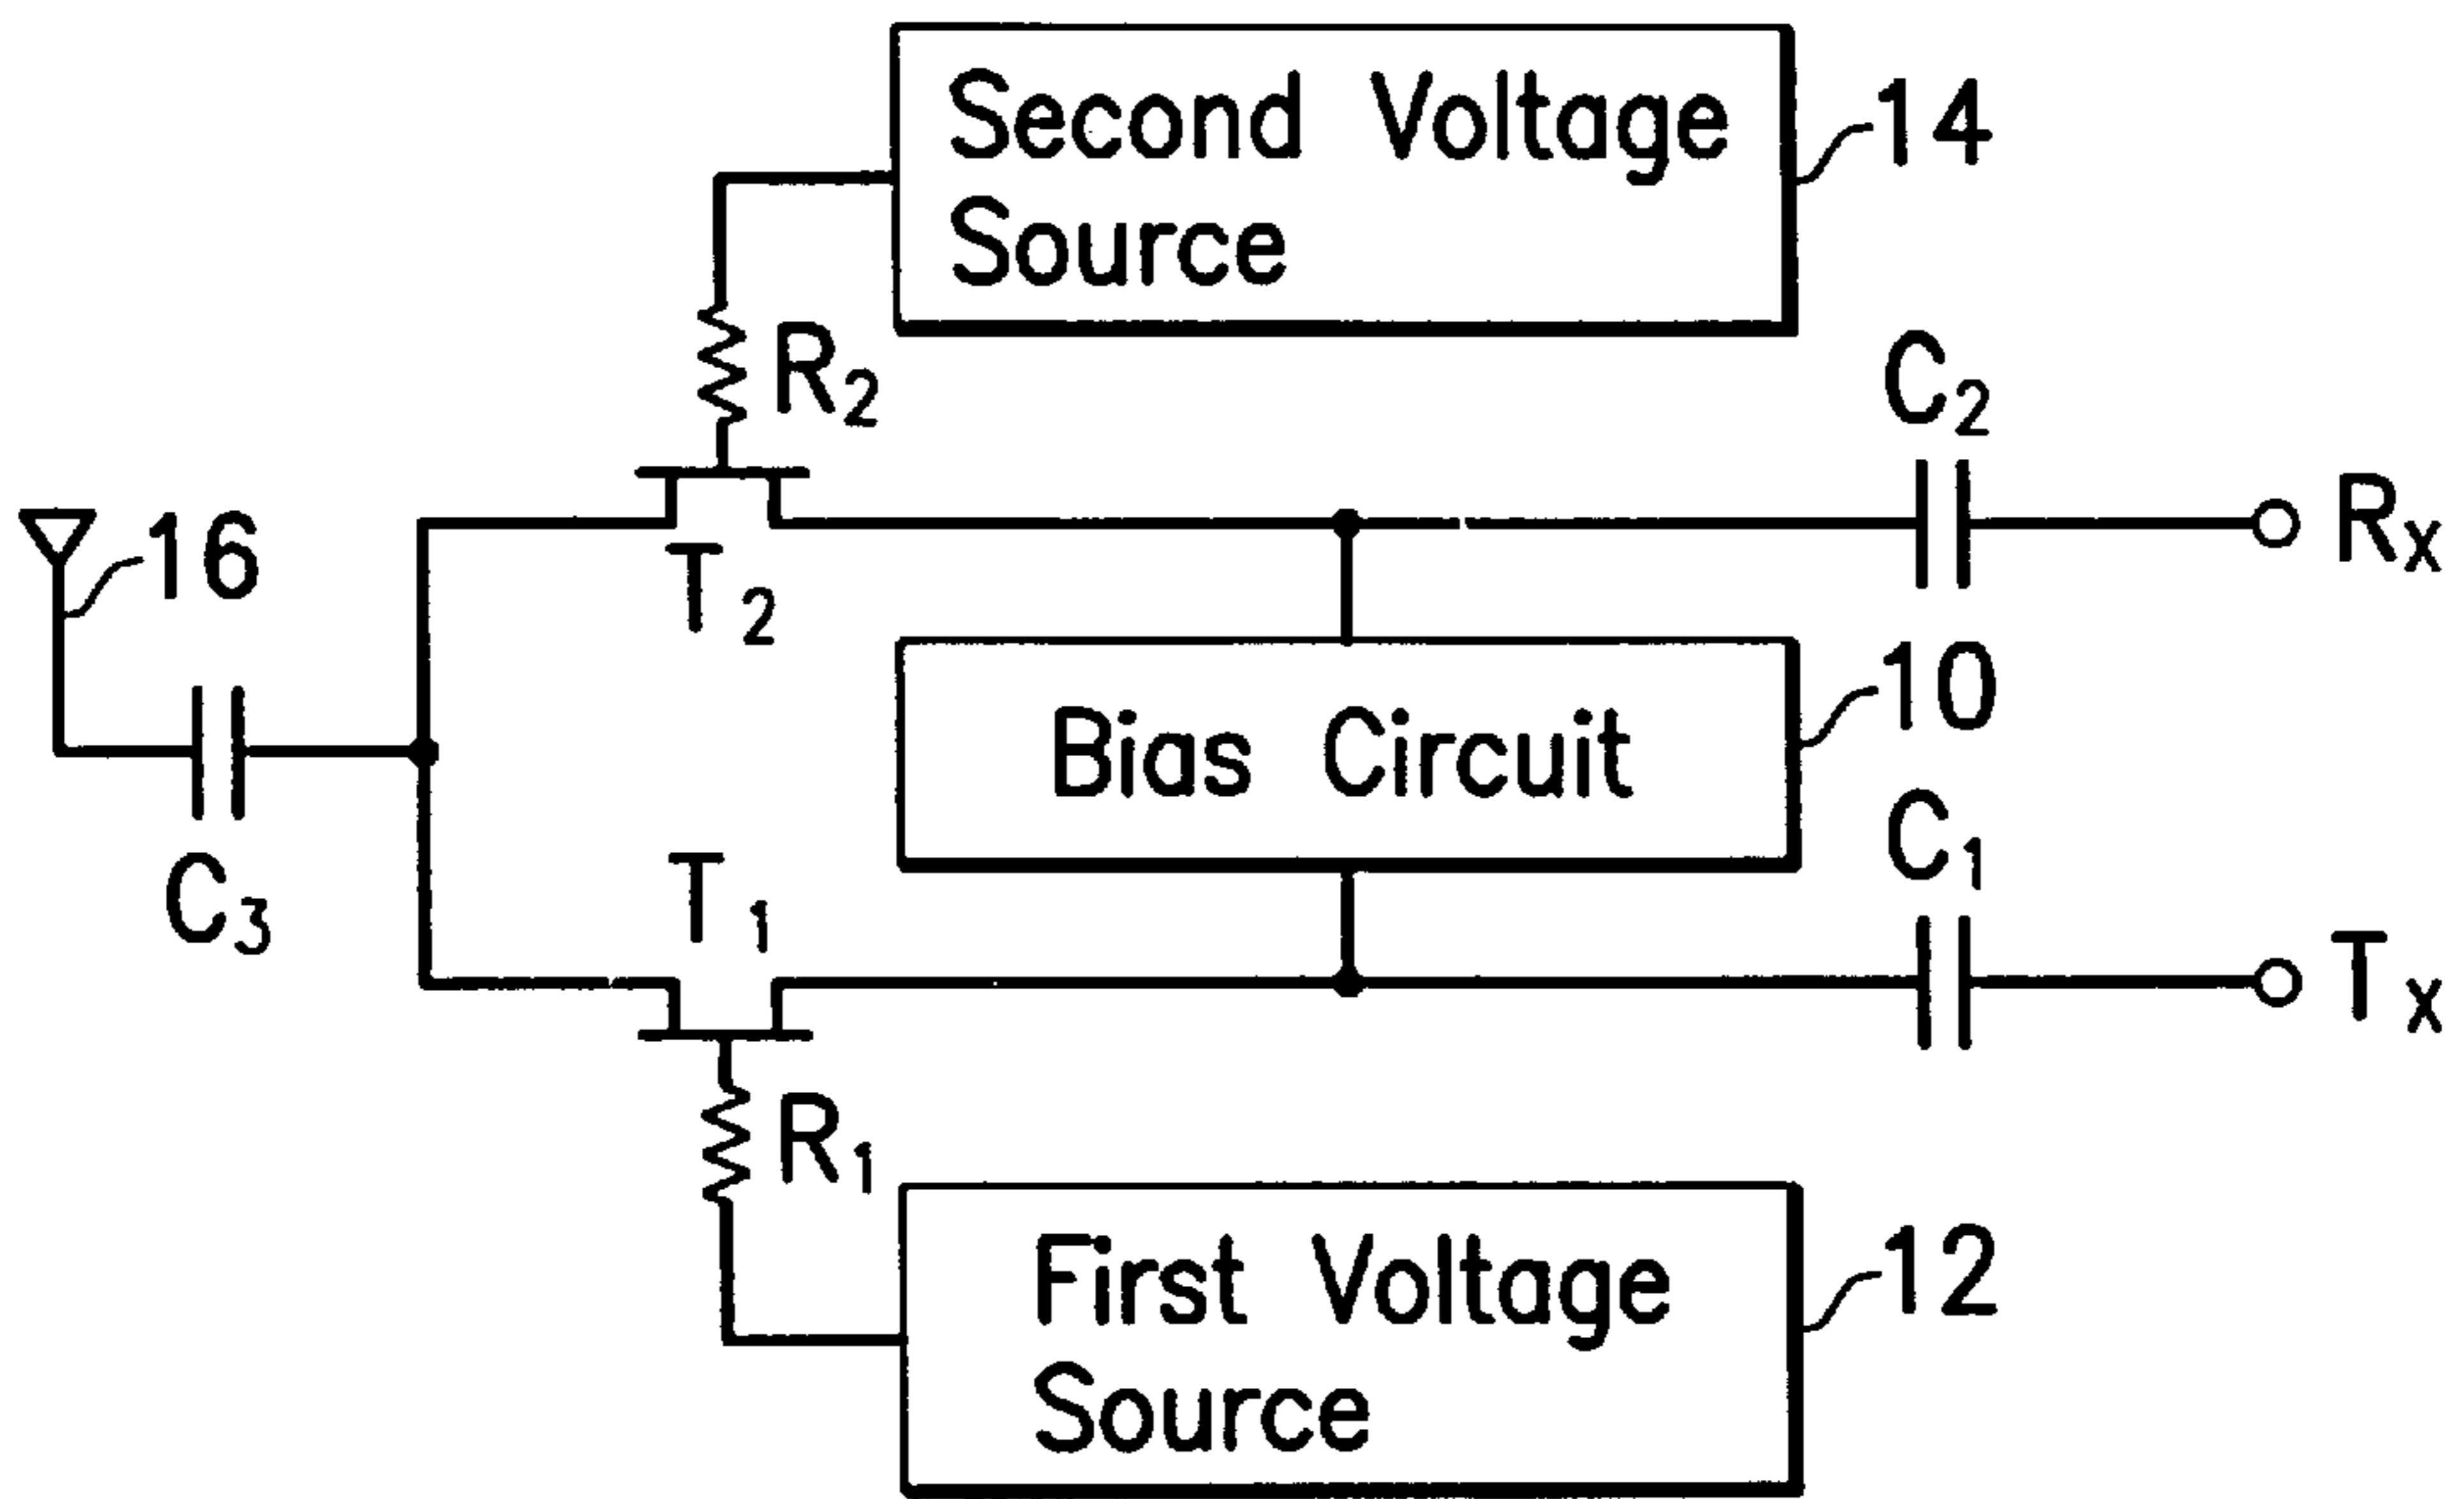 Second Voltage
Source
14
R2
C2
Rx
16
T2
10
Bias Circuit
C1
C3
T1
Tx
R1
12
First Voltage
Source